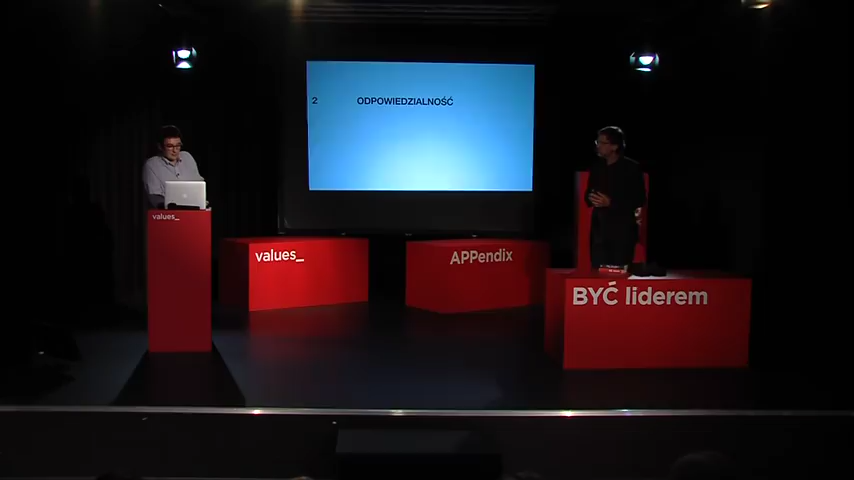 2 ODPOWIEDZIALNOŚĆ
values_
values_
APPendix
BYĆ liderem